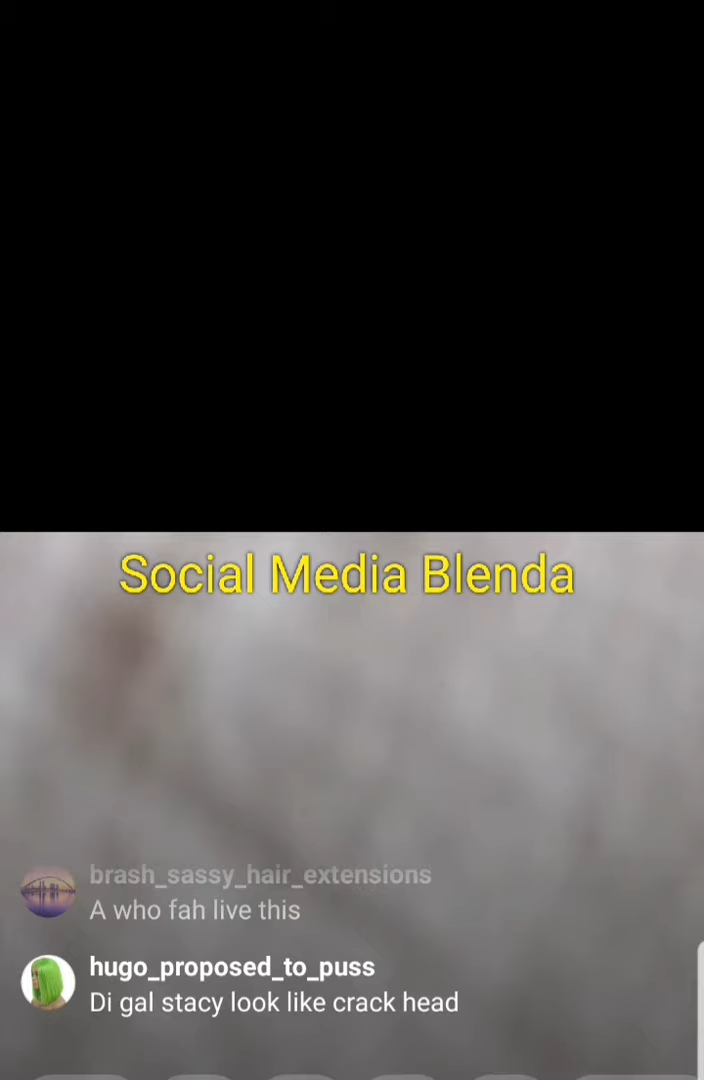 Social Media Blenda
brash_sassy_hair_extensions
A who fah live this
hugo_proposed_to_puss
Di gal stacy look like crack head